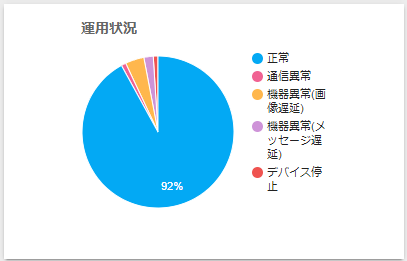 運用状況
正常
通信異常
機器異常(画
像遅延)
機器異常(メ
ッセージ遅
延)
デバイス停
止
92%